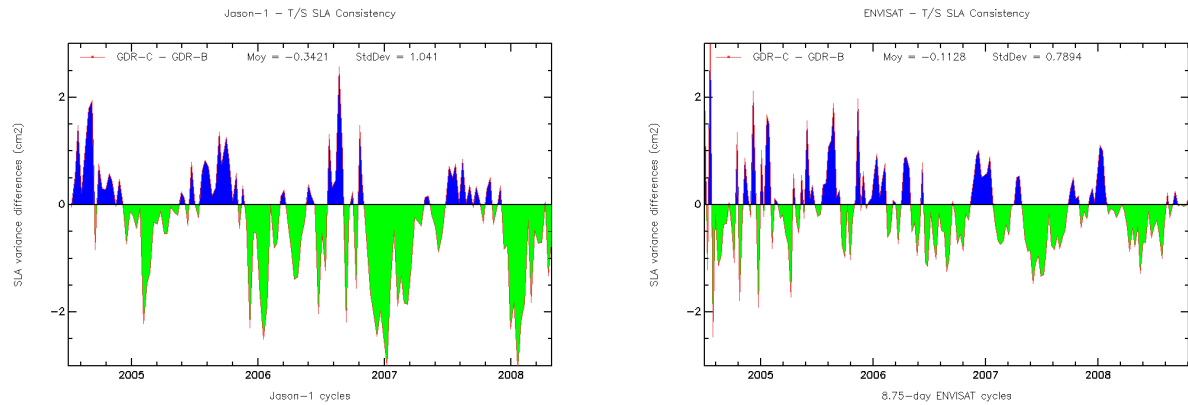 Jason-1 - T/S SLA Consistency
GDR-C - GDR-B Moy = -0.3421 StdDev = 1.041
SLA variance differences (cm2)
2
0
-2
2005 2006 2007 2008
Jason-1 cycles
ENVISAT - T/S SLA Consistency
GDR-C - GDR-B Moy = -0.1128 StdDev = 0.7894
SLA variance differences (cm2)
2
0
-2
2005 2006 2007 2008
8.75-day ENVISAT cycles